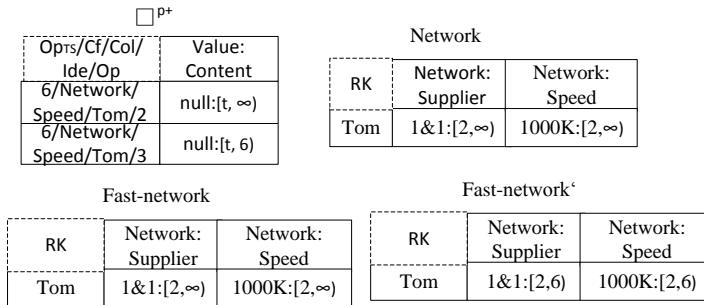 □ p+
OpTS/Cf/Col/
Ide/Op
Value:
Content
6/Network/
Speed/Tom/2
null:[t, ∞)
6/Network/
Speed/Tom/3
null:[t, 6)
Network
RK
Network:
Supplier
Network:
Speed
Tom
1&1:[2,∞)
1000K:[2,∞)
Fast-network
RK
Network:
Supplier
Network:
Speed
Tom
1&1:[2,∞)
1000K:[2,∞)
Fast-network‘
RK
Network:
Supplier
Network:
Speed
Tom
1&1:[2,6)
1000K:[2,6)